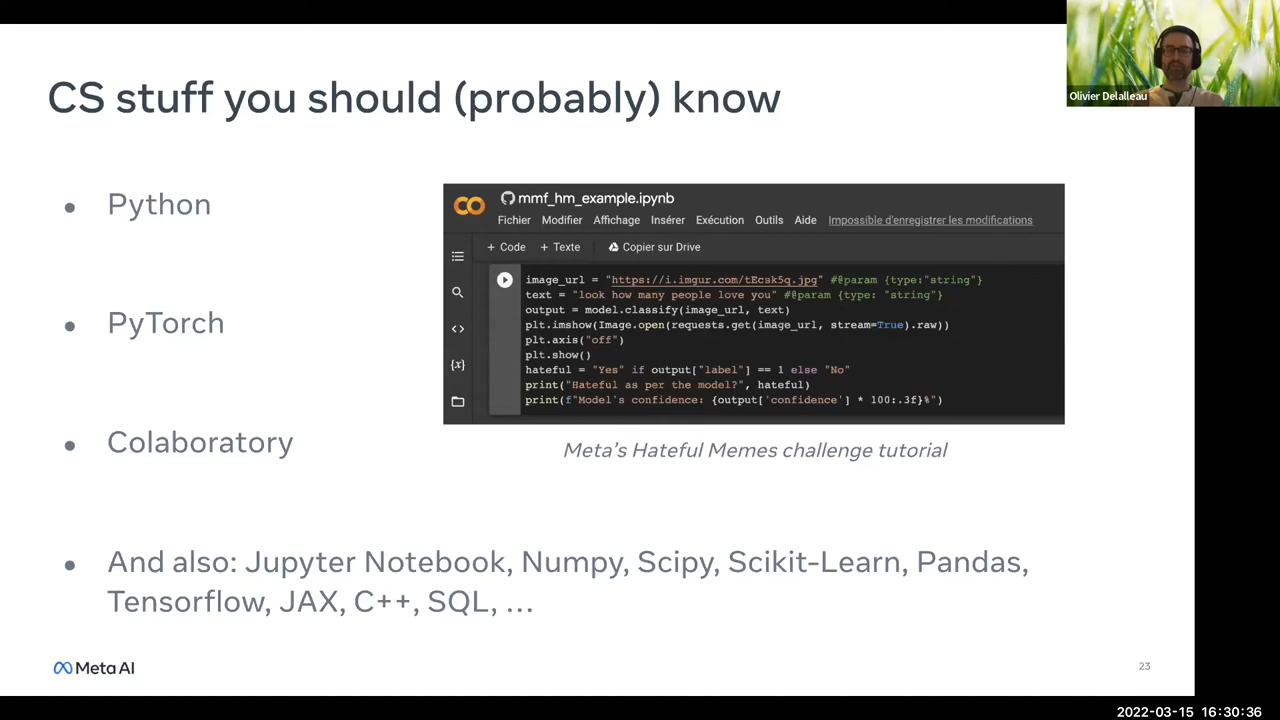 CS stuff you should (probably) know
Olivier Delalleau
• Python
• PyTorch
• Colaboratory
CO
mmf_hm_example.ipynb
Fichier Modifier Affichage Insérer Exécution Outils Aide Impossible d'enregistrer les modifications
+ Code + Texte Copier sur Drive
{x}
image_url = "https://i.imgur.com/tEcsk5q.jpg" #@param {type:"string"}
text = "look how many people love you" #@param {type: "string"}
output = model.classify(image_url, text)
plt.imshow(Image.open(requests.get(image_url, stream=True).raw))
plt.axis("off")
plt.show()
hateful = "Yes" if output["label"] == 1 else "No"
print("Hateful as per the model?", hateful)
print(f"Model's confidence: {output['confidence'] * 100:.3f}%")
Meta's Hateful Memes challenge tutorial
• And also: Jupyter Notebook, Numpy, Scipy, Scikit-Learn, Pandas,
Tensorflow, JAX, C++, SQL, …
Meta AI
23
2022-03-15 16:30:36